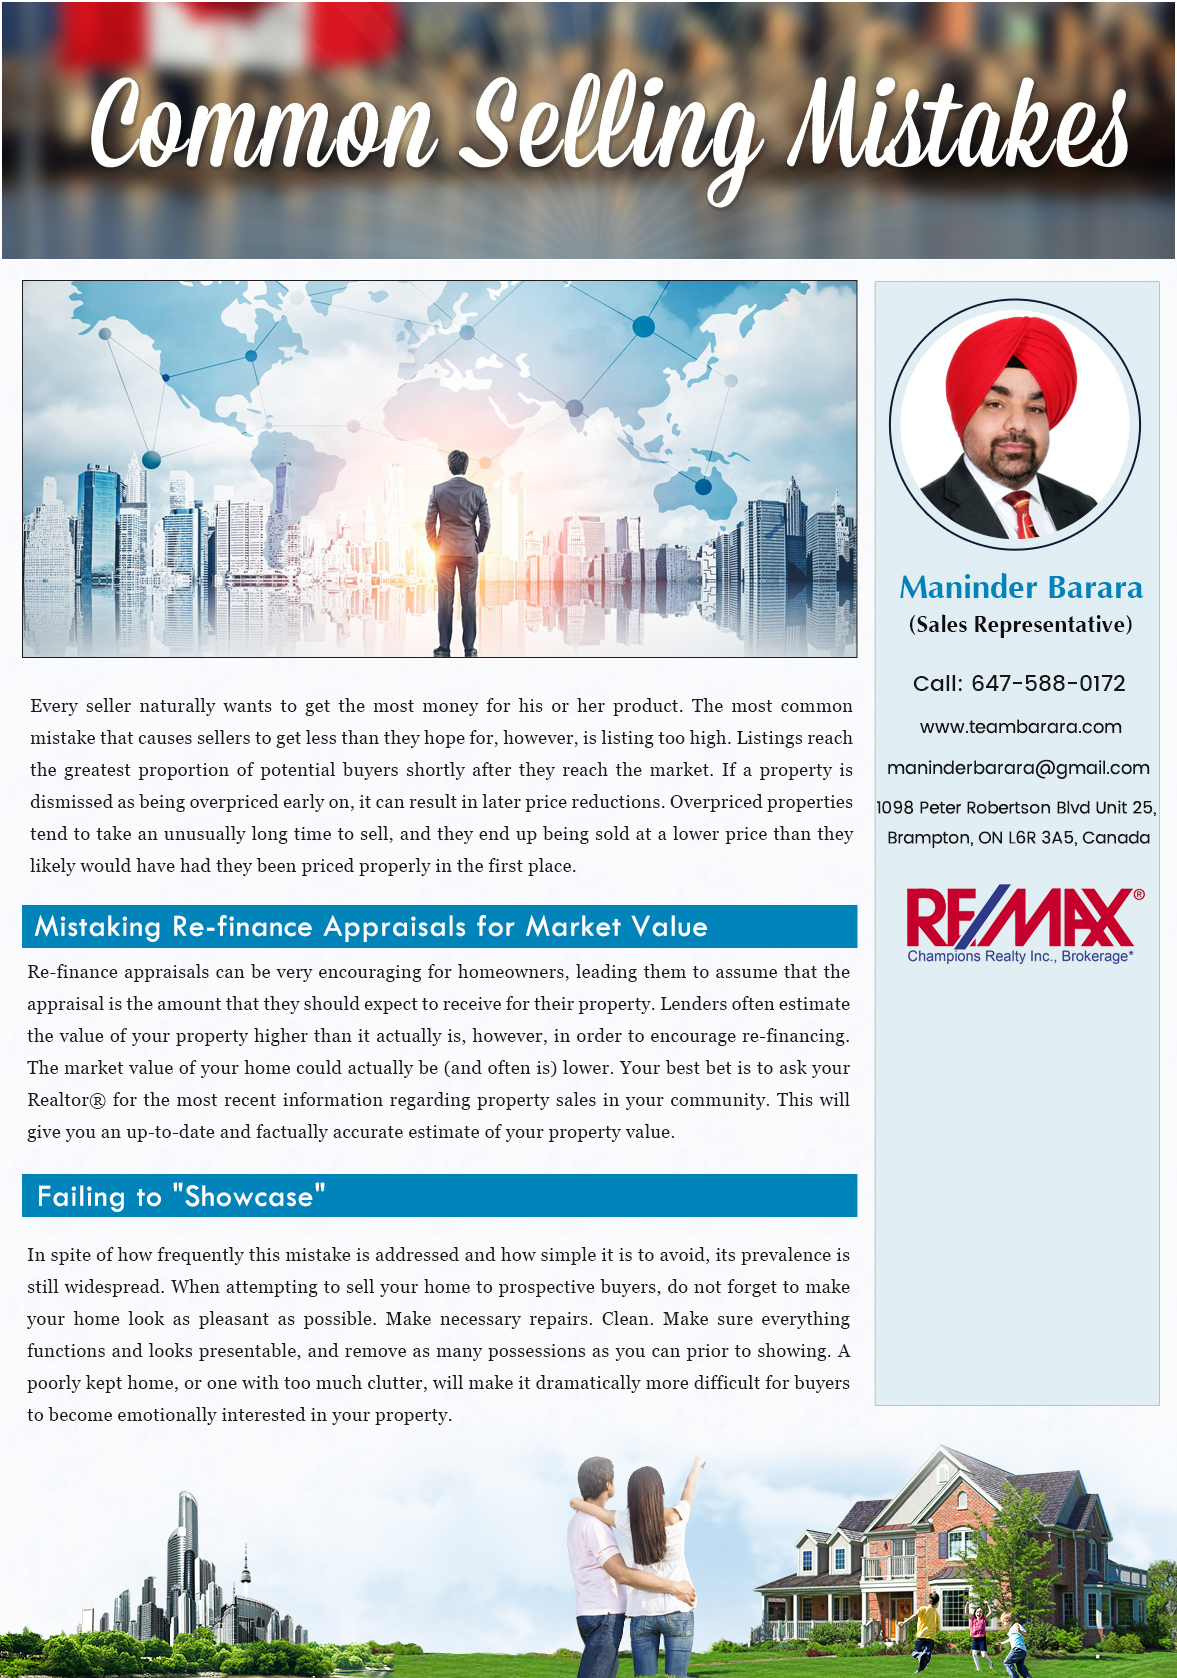 Common Selling Mistakes
Every seller naturally wants to get the most money for his or her product. The most common
mistake that causes sellers to get less than they hope for, however, is listing too high. Listings reach
the greatest proportion of potential buyers shortly after they reach the market. If a property is
dismissed as being overpriced early on, it can result in later price reductions. Overpriced properties
tend to take an unusually long time to sell, and they end up being sold at a lower price than they
likely would have had they been priced properly in the first place.
Mistaking Re-finance Appraisals for Market Value
Re-finance appraisals can be very encouraging for homeowners, leading them to assume that the
appraisal is the amount that they should expect to receive for their property. Lenders often estimate
the value of your property higher than it actually is, however, in order to encourage re-financing.
The market value of your home could actually be (and often is) lower. Your best bet is to ask your
Realtor® for the most recent information regarding property sales in your community. This will
give you an up-to-date and factually accurate estimate of your property value.
Failing to "Showcase"
In spite of how frequently this mistake is addressed and how simple it is to avoid, its prevalence is
still widespread. When attempting to sell your home to prospective buyers, do not forget to make
your home look as pleasant as possible. Make necessary repairs. Clean. Make sure everything
functions and looks presentable, and remove as many possessions as you can prior to showing. A
poorly kept home, or one with too much clutter, will make it dramatically more difficult for buyers
to become emotionally interested in your property.
Maninder Barara
(Sales Representative)
Call: 647-588-0172
www.teambarara.com
maninderbarara@gmail.com
1098 Peter Robertson Blvd Unit 25,
Brampton, ON L6R 3A5, Canada
RE/MAX®
Champions Realty Inc., Brokerage*